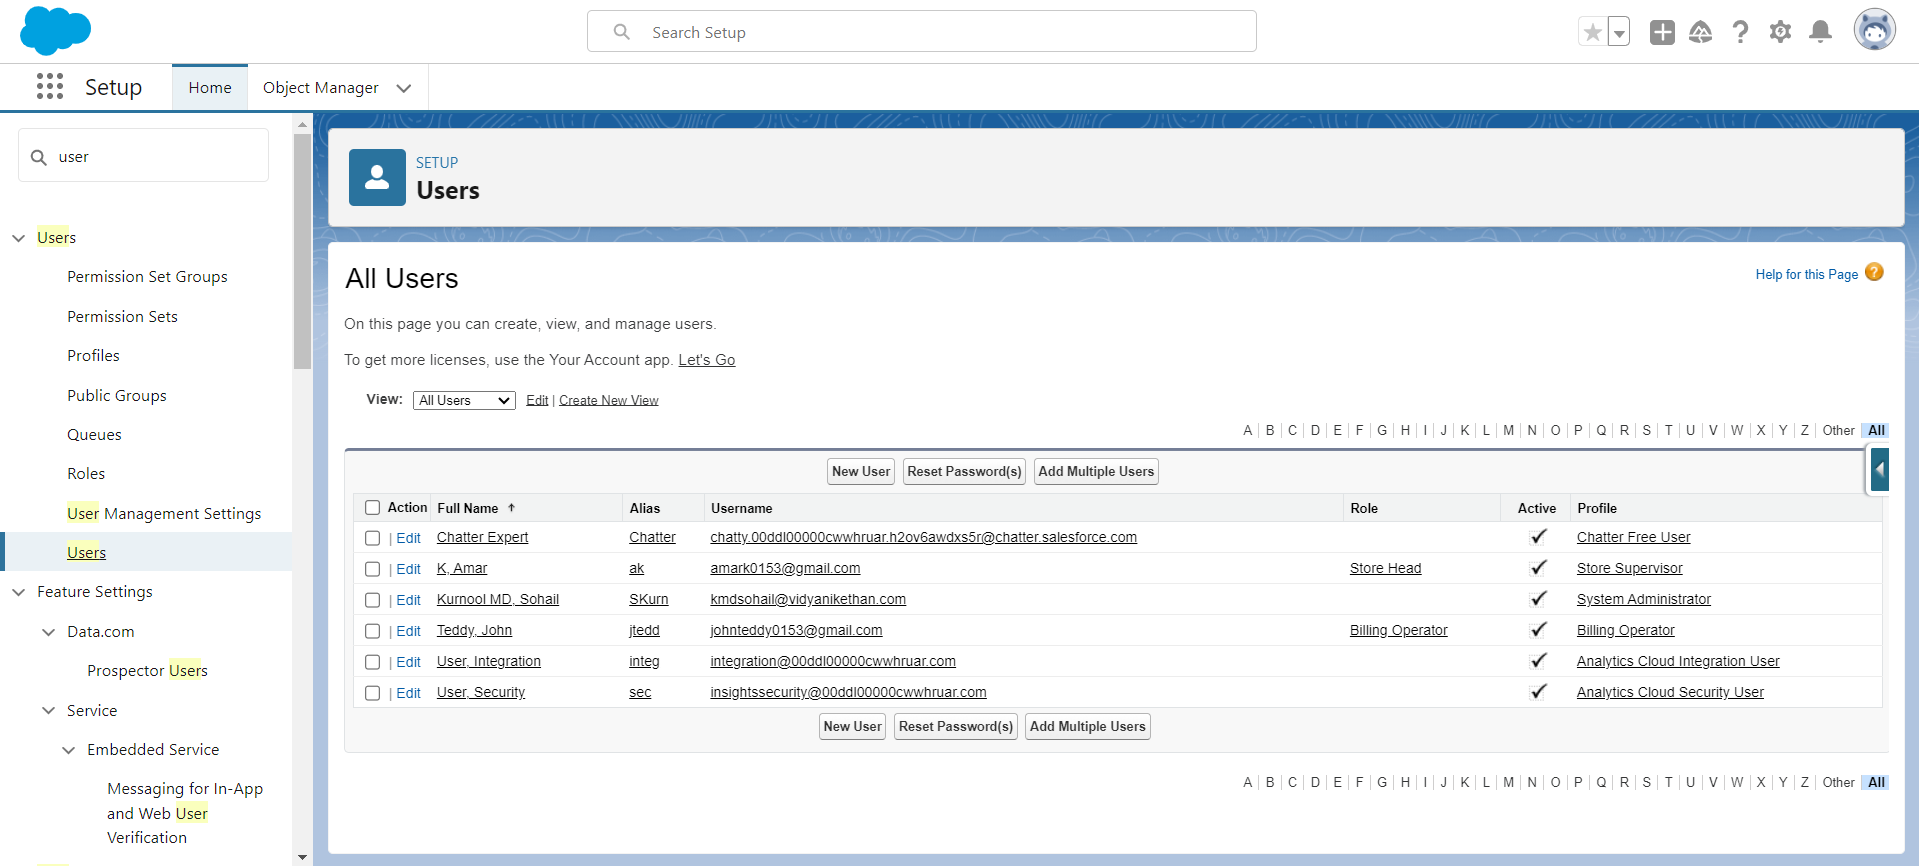 Search Setup
Setup
Home
Object Manager
user
Users
Permission Set Groups
Permission Sets
Profiles
Public Groups
Queues
Roles
User Management Settings
Users
Feature Settings
Data.com
Prospector Users
Service
Embedded Service
Messaging for In-App
and Web User
Verification
SETUP
Users
All Users
Help for this Page ?
On this page you can create, view, and manage users.
To get more licenses, use the Your Account app. Let's Go
View: All Users Edit | Create New View
A | B | C | D | E | F | G | H | I | J | K | L | M | N | O | P | Q | R | S | T | U | V | W | X | Y | Z | Other | All
New User Reset Password(s) Add Multiple Users
Action Full Name ↑ Alias Username Role Active Profile
| Edit Chatter Expert Chatter chatty.00ddl00000cwwhruar.h2ov6awdxs5r@chatter.salesforce.com ✓ Chatter Free User
| Edit K, Amar ak amark0153@gmail.com Store Head ✓ Store Supervisor
| Edit Kurnool MD, Sohail SKurn kmdsohail@vidyanikethan.com ✓ System Administrator
| Edit Teddy, John jtedd johnteddy0153@gmail.com Billing Operator ✓ Billing Operator
| Edit User, Integration integ integration@00ddl00000cwwhruar.com ✓ Analytics Cloud Integration User
| Edit User, Security sec insightssecurity@00ddl00000cwwhruar.com ✓ Analytics Cloud Security User
New User Reset Password(s) Add Multiple Users
A | B | C | D | E | F | G | H | I | J | K | L | M | N | O | P | Q | R | S | T | U | V | W | X | Y | Z | Other | All